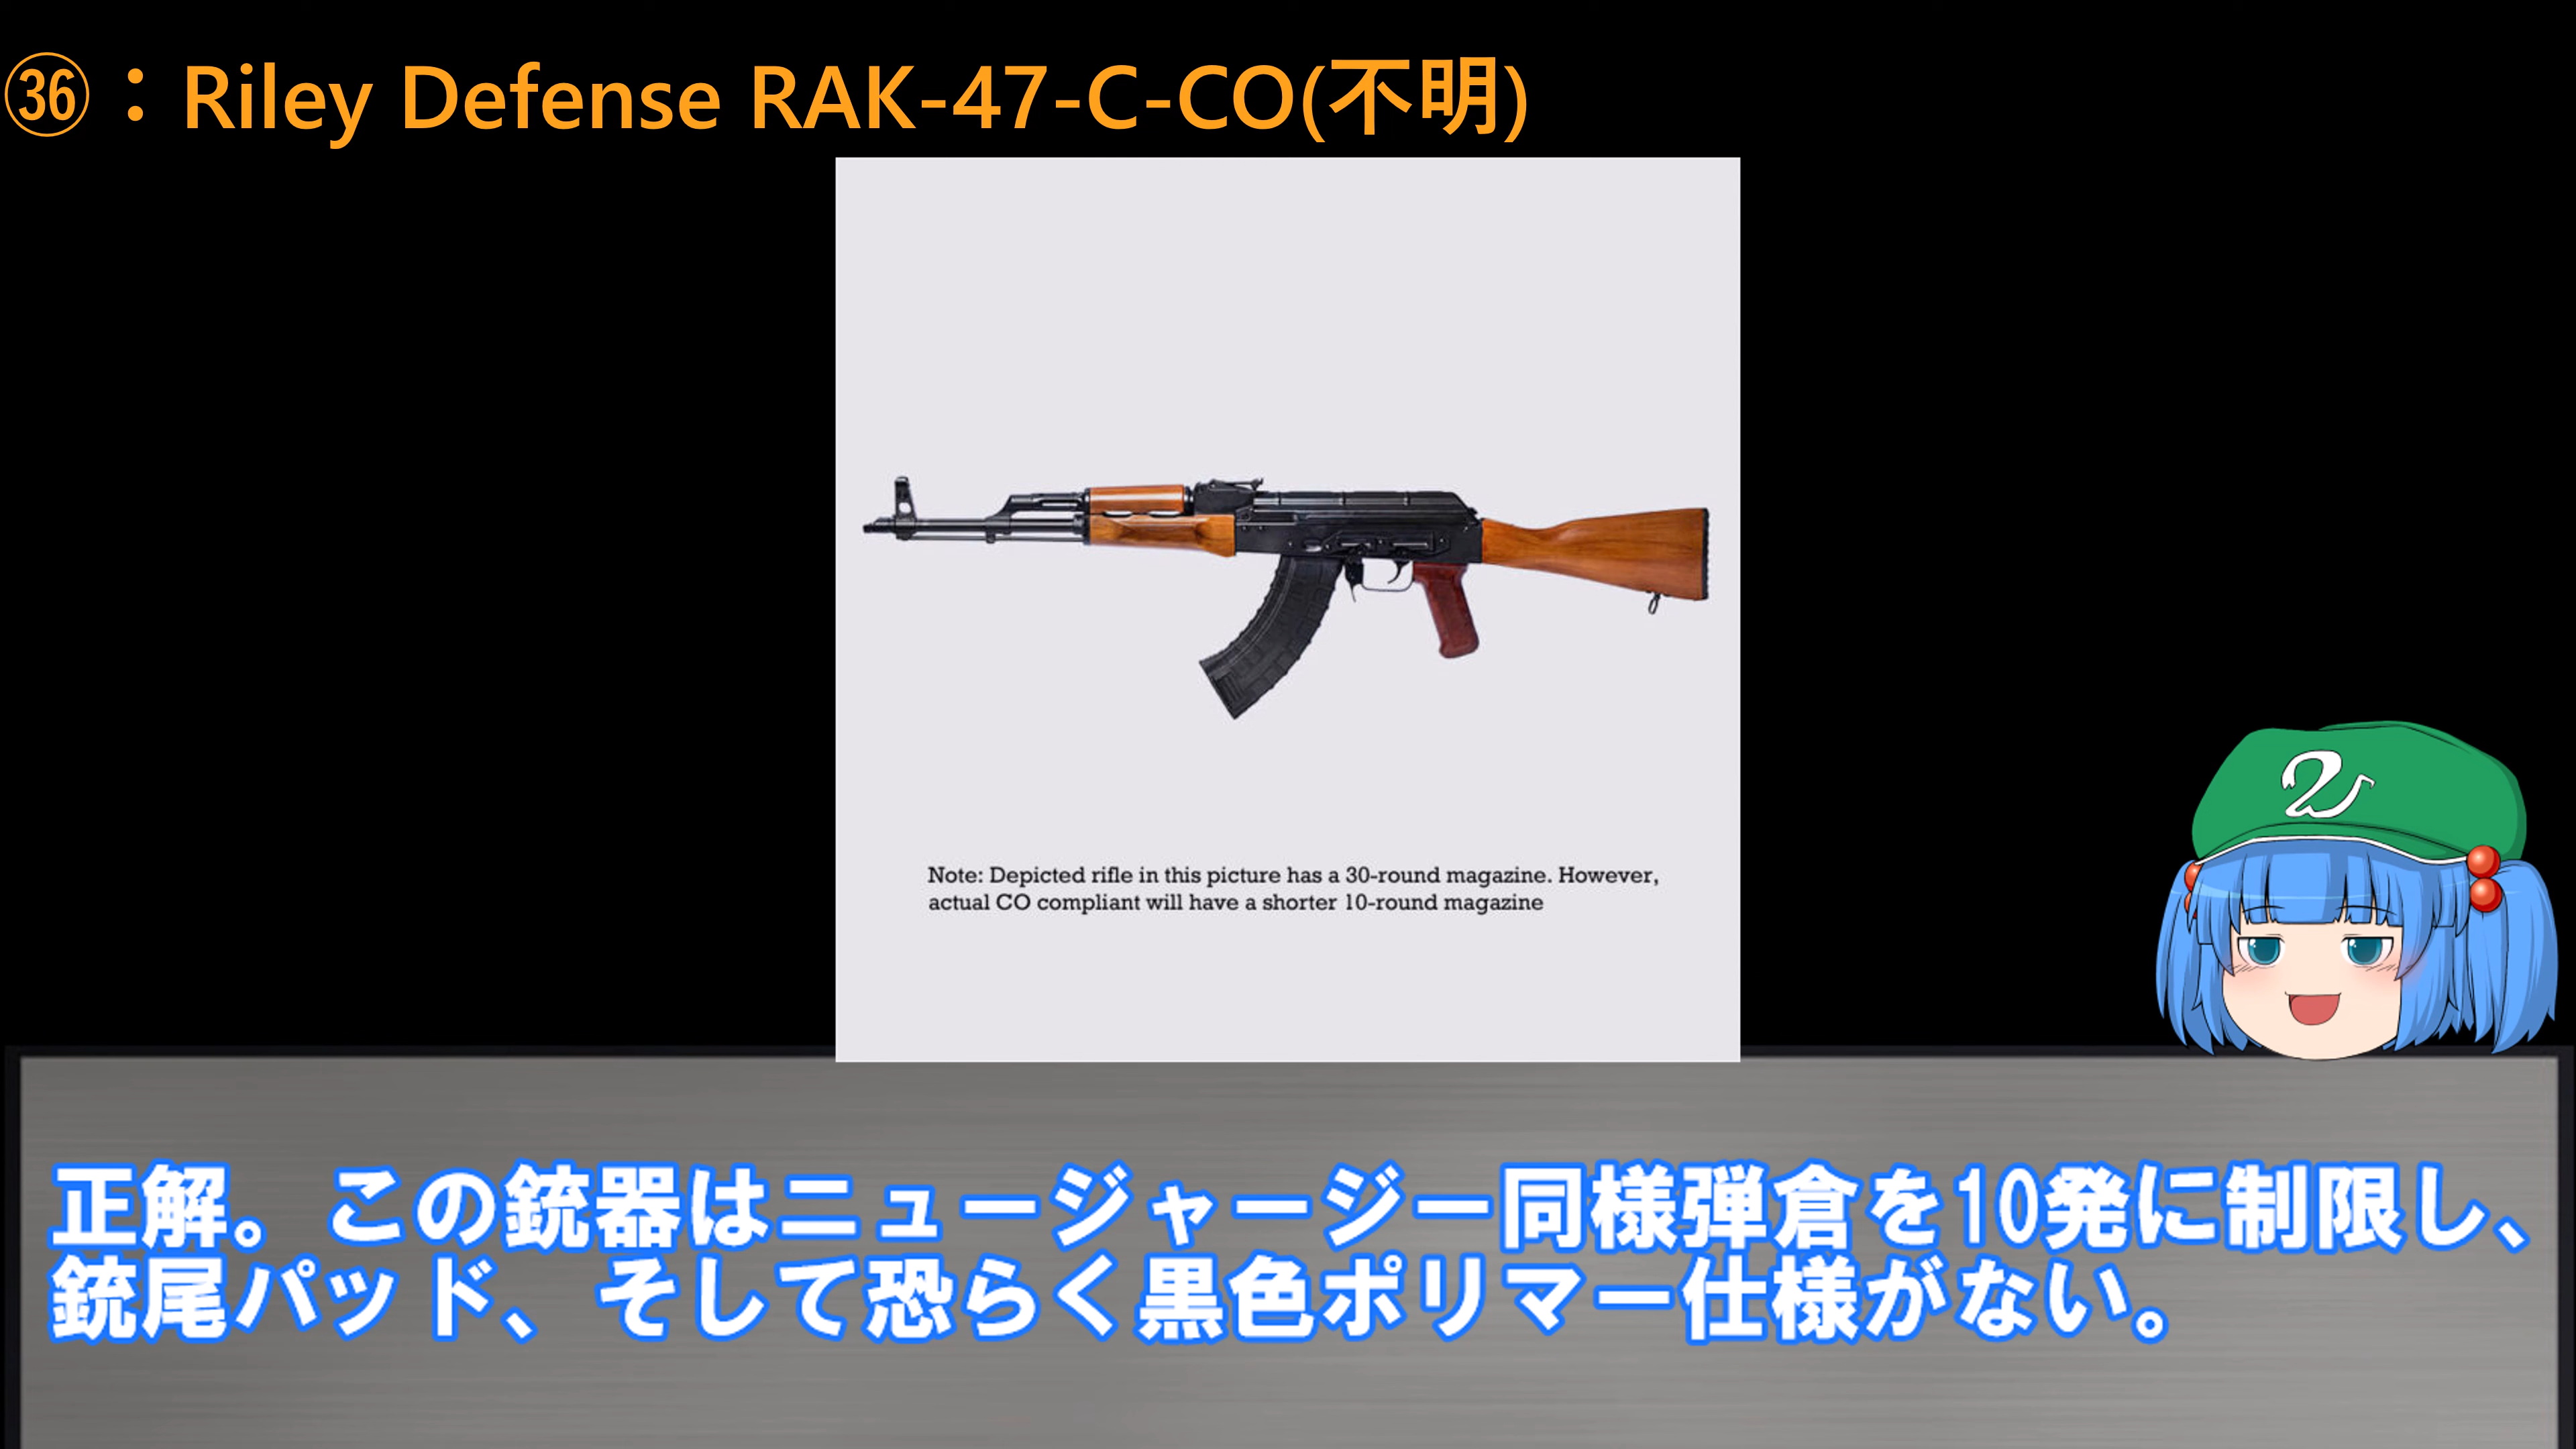 ㊱：Riley Defense RAK-47-C-CO(不明)
Note: Depicted rifle in this picture has a 30-round magazine. However,
actual CO compliant will have a shorter 10-round magazine
正解。この銃器はニュージャージー同様弾倉を10発に制限し、
銃尾パッド、そして恐らく黒色ポリマー仕様がない。